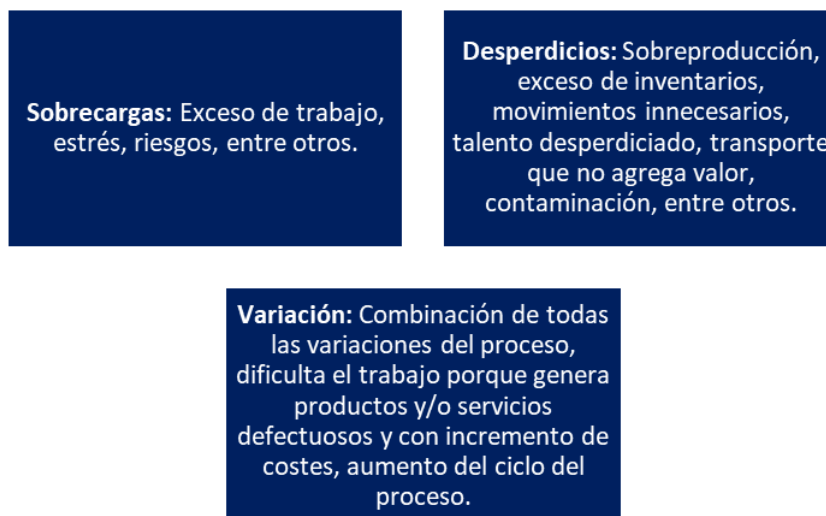 Sobrecargas: Exceso de trabajo,
estrés, riesgos, entre otros.
Desperdicios: Sobreproducción,
exceso de inventarios,
movimientos innecesarios,
talento desperdiciado, transporte
que no agrega valor,
contaminación, entre otros.
Variación: Combinación de todas
las variaciones del proceso,
dificulta el trabajo porque genera
productos y/o servicios
defectuosos y con incremento de
costes, aumento del ciclo del
proceso.